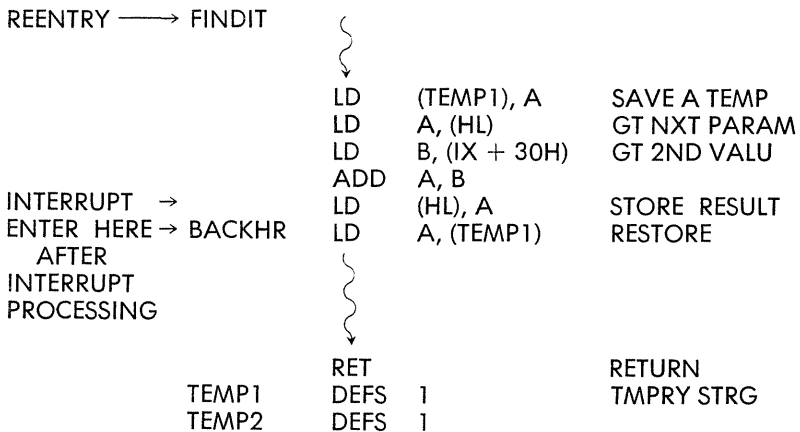 REENTRY → FINDIT
LD (TEMP1), A SAVE A TEMP
LD A, (HL) GT NXT PARAM
LD B, (IX + 30H) GT 2ND VALU
ADD A, B
INTERRUPT →
LD (HL), A STORE RESULT
ENTER HERE → BACKHR LD A, (TEMP1) RESTORE
AFTER
INTERRUPT
PROCESSING
RET RETURN
TEMP1 DEFS 1 TMPRY STRG
TEMP2 DEFS 1